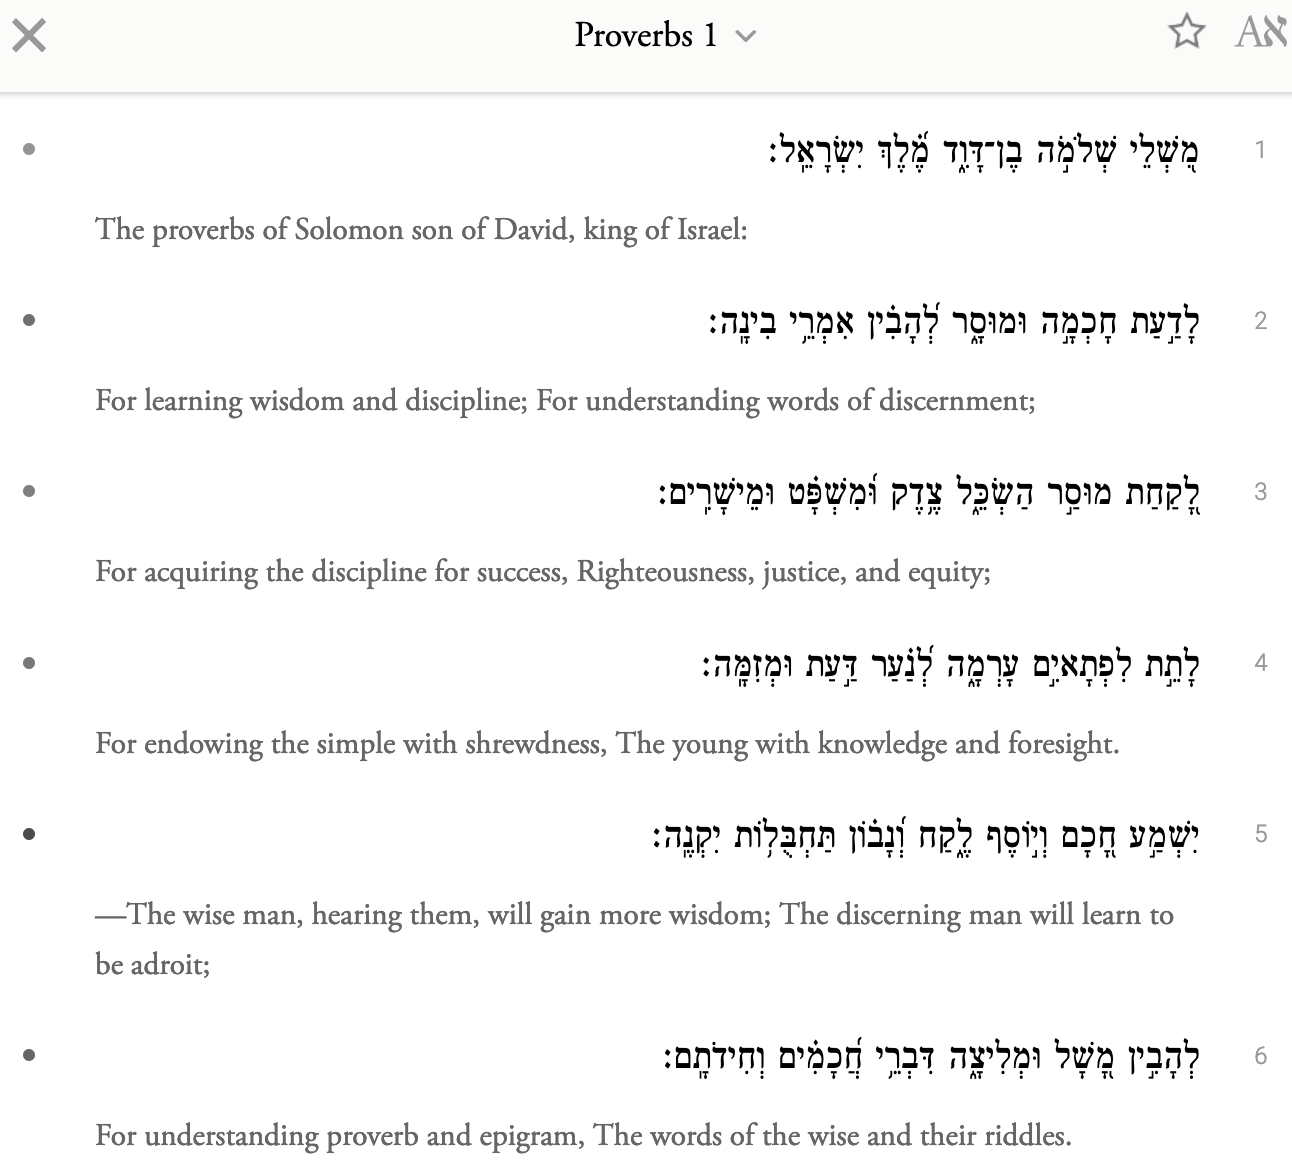 Proverbs 1
Aא
מִ֭שְׁלֵי שְׁלֹמֹ֣ה בֶן־דָּוִ֑ד מֶ֝֗לֶךְ יִשְׂרָאֵֽל׃ 1
The proverbs of Solomon son of David, king of Israel:
לָדַ֣עַת חׇכְמָ֣ה וּמוּסָ֑ר לְ֝הָבִ֗ין אִמְרֵ֥י בִינָֽה׃ 2
For learning wisdom and discipline; For understanding words of discernment;
לָ֭קַחַת מוּסַ֣ר הַשְׂכֵּ֑ל צֶ֥דֶק וּ֝מִשְׁפָּ֗ט וּמֵישָׁרִֽים׃ 3
For acquiring the discipline for success, Righteousness, justice, and equity;
לָתֵ֣ת לִפְתָאיִ֣ם עׇרְמָ֑ה לְ֝נַ֗עַר דַּ֣עַת וּמְזִמָּֽה׃ 4
For endowing the simple with shrewdness, The young with knowledge and foresight.
יִשְׁמַ֣ע חָ֭כָם וְי֣וֹסֶף לֶ֑קַח וְ֝נָב֗וֹן תַּחְבֻּל֥וֹת יִקְנֶֽה׃ 5
—The wise man, hearing them, will gain more wisdom; The discerning man will learn to
be adroit;
לְהָבִ֣ין מָ֭שָׁל וּמְלִיצָ֑ה דִּבְרֵ֥י חֲ֝כָמִ֗ים וְחִידֹתָֽם׃ 6
For understanding proverb and epigram, The words of the wise and their riddles.